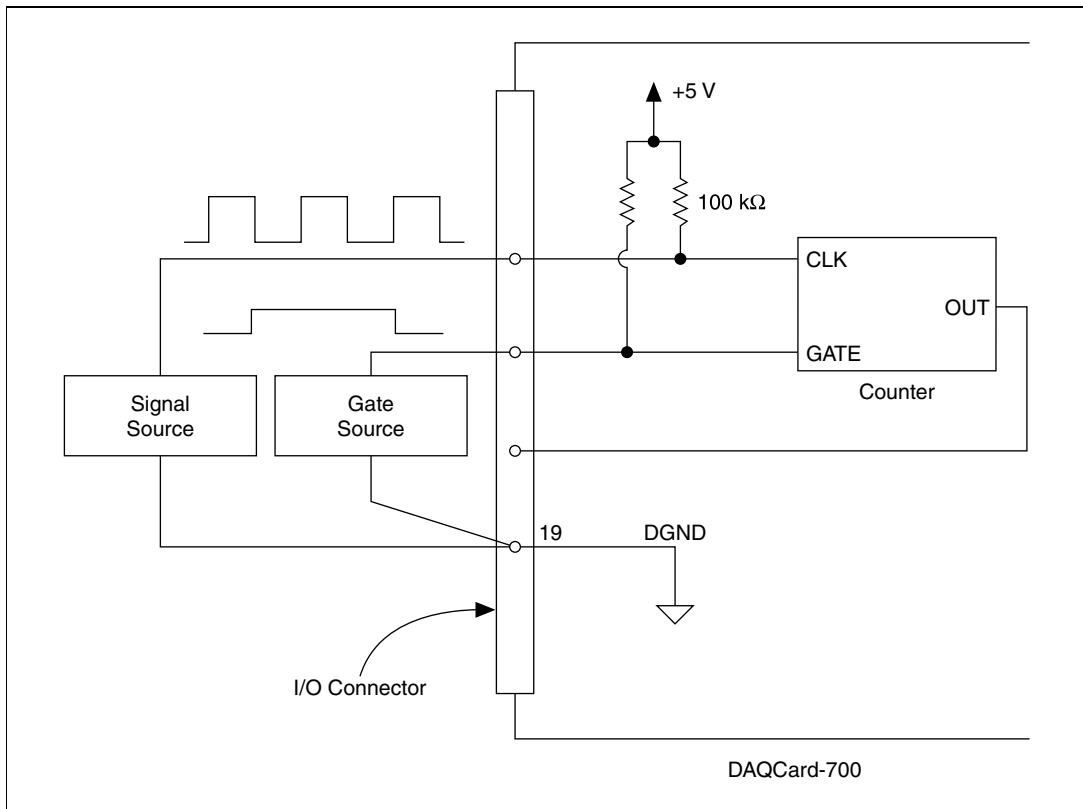 +5 V
100 kΩ
CLK
OUT
GATE
Counter
Signal
Source
Gate
Source
19
DGND
I/O Connector
DAQCard-700